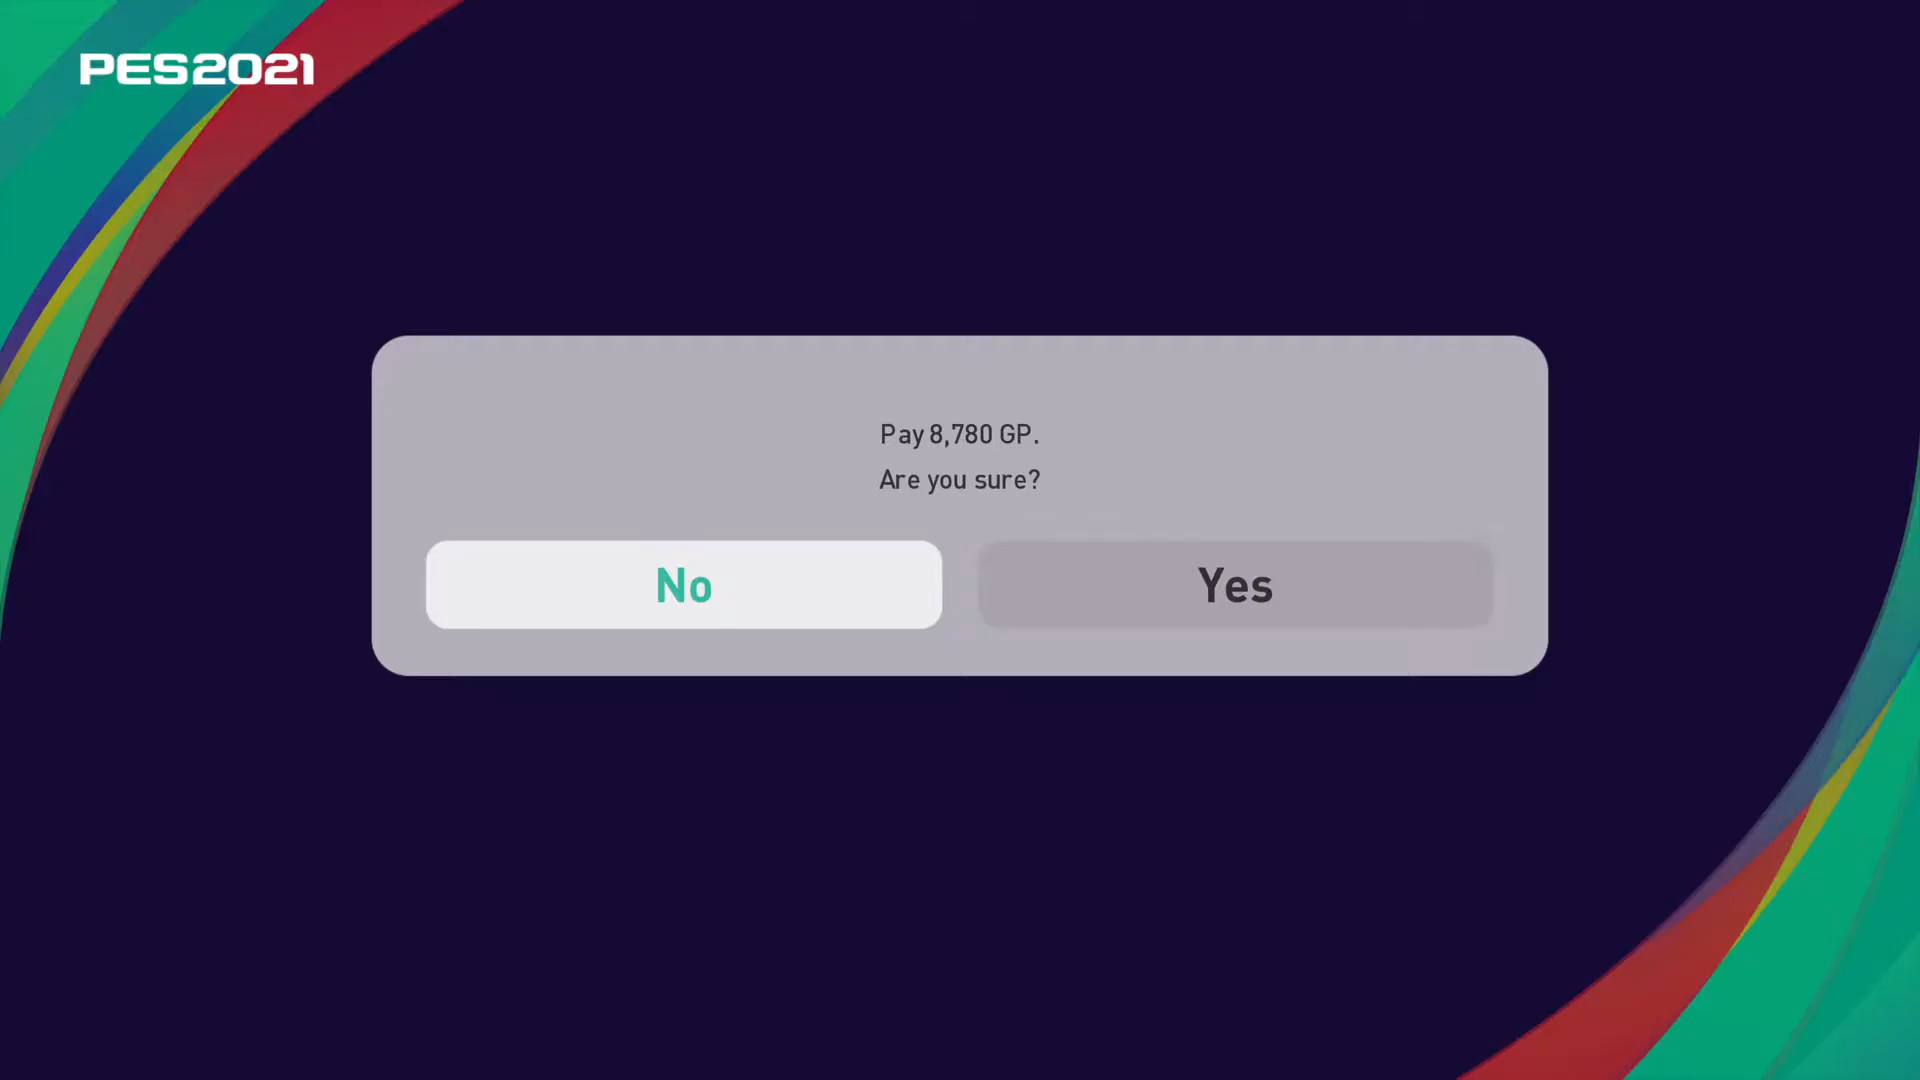 PES2021
Pay 8,780 GP.
Are you sure?
No
Yes